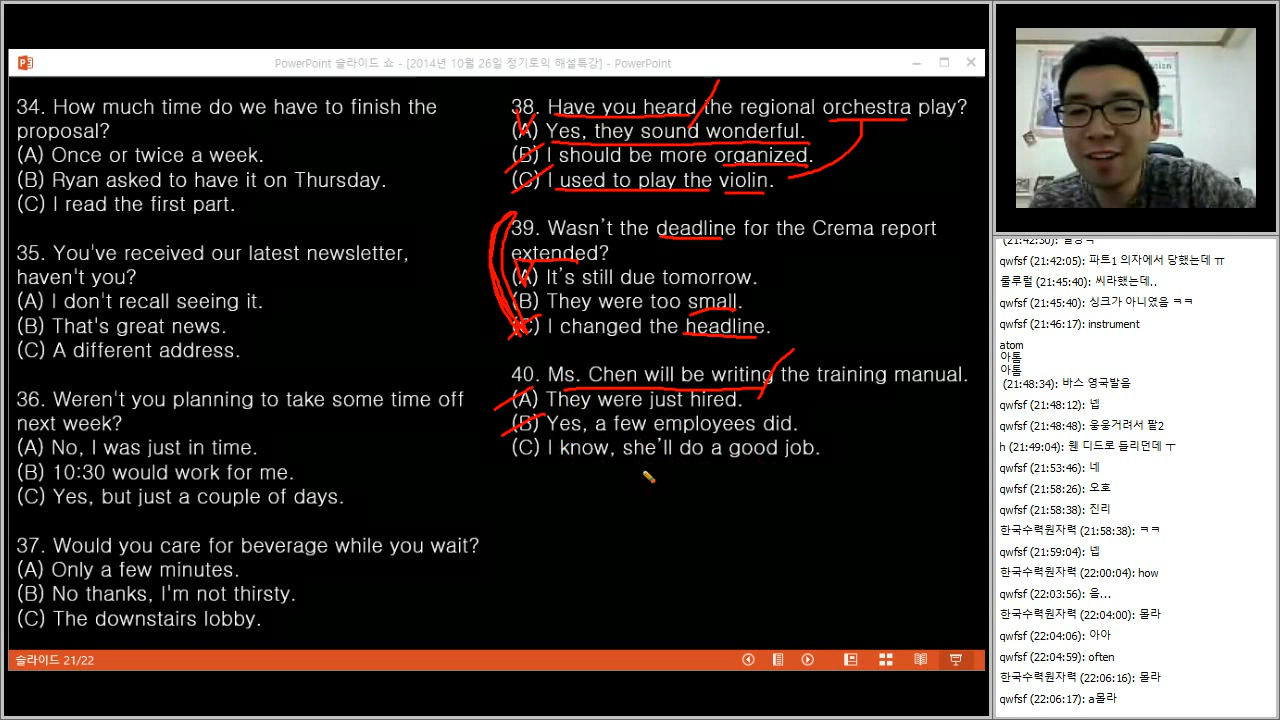 PowerPoint 슬라이드 쇼 - [2014년 10월 26일 정기토익 해설특강] - PowerPoint
34. How much time do we have to finish the
proposal?
(A) Once or twice a week.
(B) Ryan asked to have it on Thursday.
(C) I read the first part.
35. You've received our latest newsletter,
haven't you?
(A) I don't recall seeing it.
(B) That's great news.
(C) A different address.
36. Weren't you planning to take some time off
next week?
(A) No, I was just in time.
(B) 10:30 would work for me.
(C) Yes, but just a couple of days.
37. Would you care for beverage while you wait?
(A) Only a few minutes.
(B) No thanks, I'm not thirsty.
(C) The downstairs lobby.
38. Have you heard the regional orchestra play?
(A) Yes, they sound wonderful.
(B) I should be more organized.
(C) I used to play the violin.
39. Wasn't the deadline for the Crema report
extended?
(A) It's still due tomorrow.
(B) They were too small.
(C) I changed the headline.
40. Ms. Chen will be writing the training manual.
(A) They were just hired.
(B) Yes, a few employees did.
(C) I know, she'll do a good job.
슬라이드 21/22
qwfsf (21:42:05): 파트1 의자에서 당했는데 ㅠ
룰루럴 (21:45:40): 씨라했는데..
qwfsf (21:45:40): 싱크가 아니였음 ㅋㅋ
qwfsf (21:46:17): instrument
atom
아톰
아톰
(21:48:34): 바스 영국발음
qwfsf (21:48:12): 넵
qwfsf (21:48:48): 웅웅거려서 팥2
h (21:49:04): 웬 디드로 들리던데 ㅜ
qwfsf (21:53:46): 네
qwfsf (21:58:26): 오호
qwfsf (21:58:38): 진리
한국수력원자력 (21:58:38): ㅋㅋ
qwfsf (21:59:04): 넵
한국수력원자력 (22:00:04): how
qwfsf (22:03:56): 음...
한국수력원자력 (22:04:00): 몰라
qwfsf (22:04:06): 아아
qwfsf (22:04:59): often
한국수력원자력 (22:06:16): 몰라
qwfsf (22:06:17): a몰라